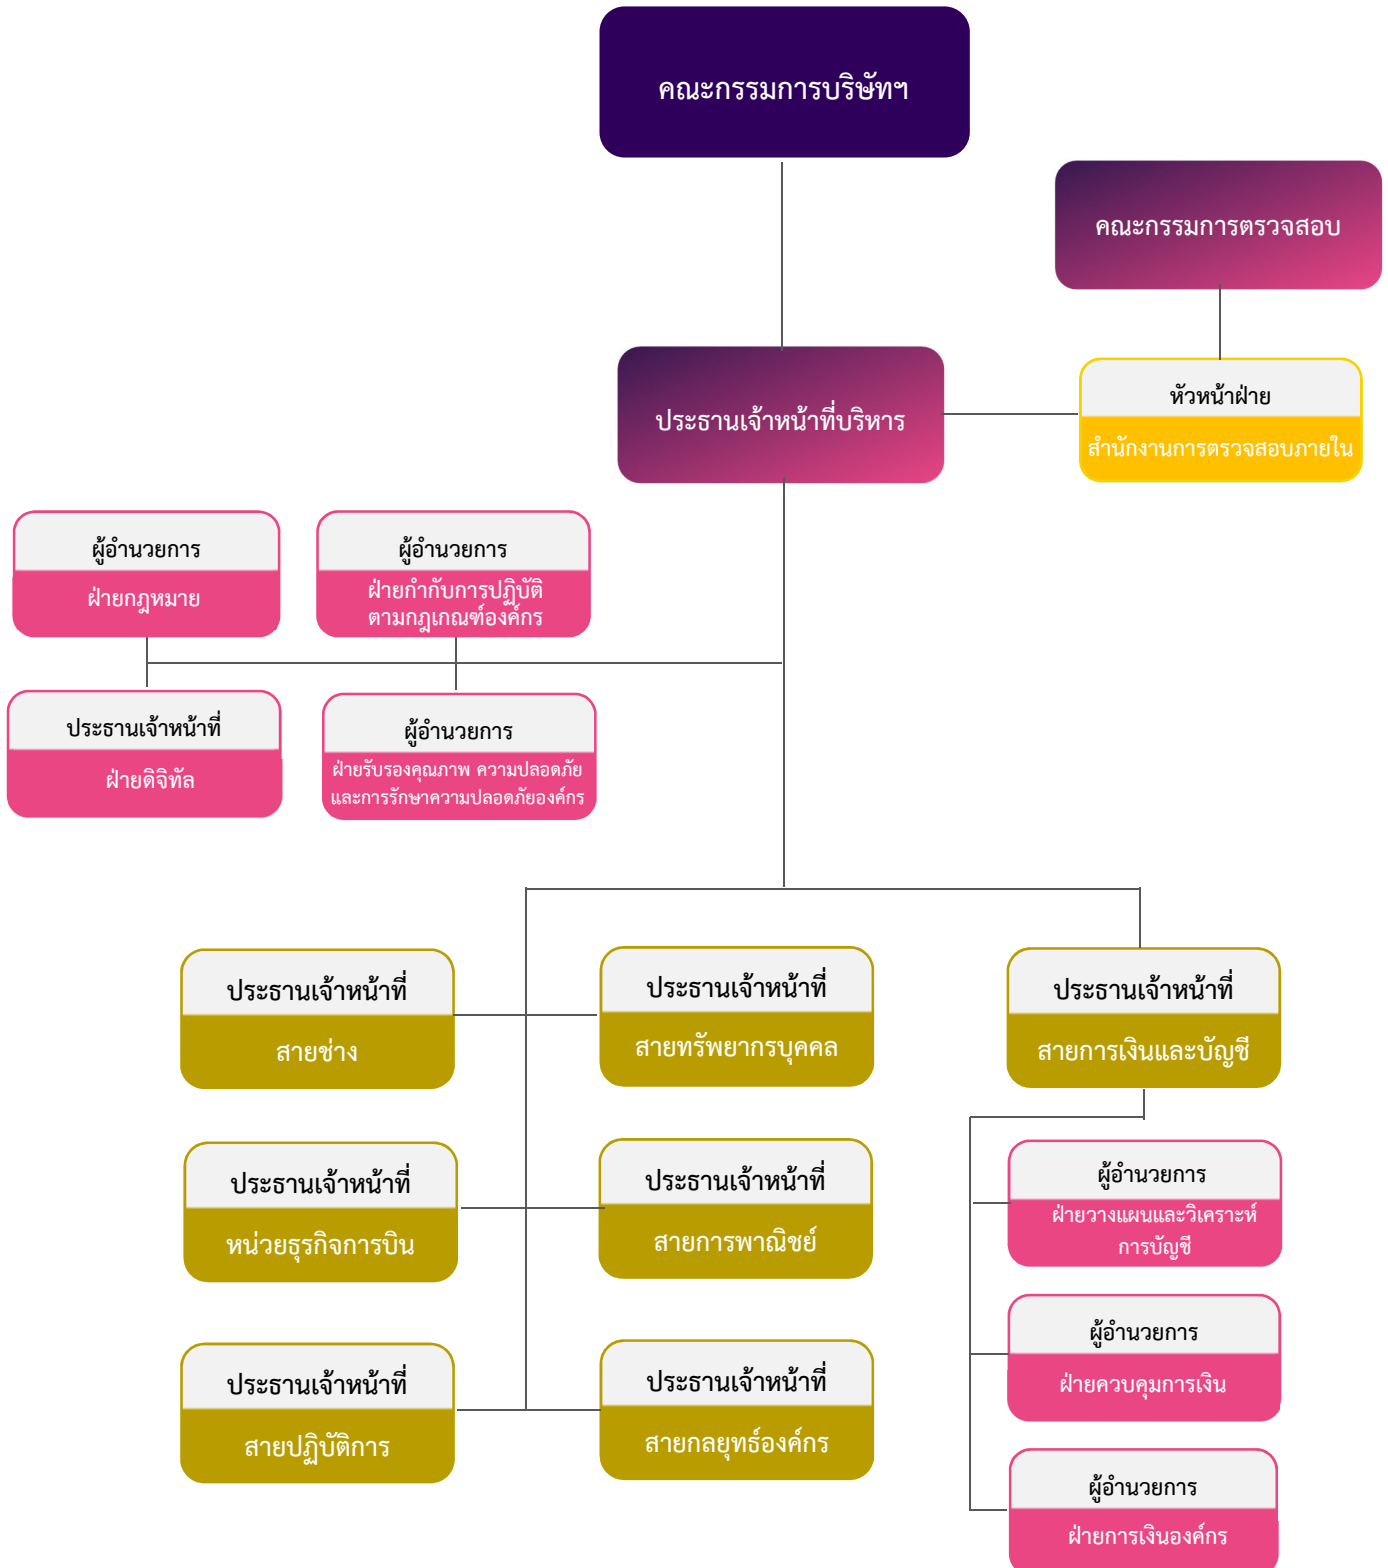 คณะกรรมการบริษัทฯ
คณะกรรมการตรวจสอบ
ประธานเจ้าหน้าที่บริหาร
หัวหน้าฝ่าย
สำนักงานการตรวจสอบภายใน
ผู้อำนวยการ
ฝ่ายกฎหมาย
ผู้อำนวยการ
ฝ่ายกำกับการปฏิบัติ
ตามกฎเกณฑ์องค์กร
ประธานเจ้าหน้าที่
ฝ่ายดิจิทัล
ผู้อำนวยการ
ฝ่ายรับรองคุณภาพ ความปลอดภัย
และการรักษาความปลอดภัยองค์กร
ประธานเจ้าหน้าที่
สายช่าง
ประธานเจ้าหน้าที่
สายทรัพยากรบุคคล
ประธานเจ้าหน้าที่
สายการเงินและบัญชี
ประธานเจ้าหน้าที่
หน่วยธุรกิจการบิน
ประธานเจ้าหน้าที่
สายการพาณิชย์
ผู้อำนวยการ
ฝ่ายวางแผนและวิเคราะห์
การบัญชี
ประธานเจ้าหน้าที่
สายปฏิบัติการ
ประธานเจ้าหน้าที่
สายกลยุทธ์องค์กร
ผู้อำนวยการ
ฝ่ายควบคุมการเงิน
ผู้อำนวยการ
ฝ่ายการเงินองค์กร